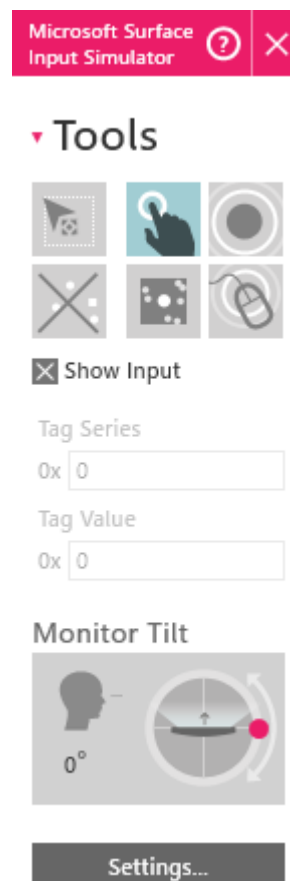 Microsoft Surface
Input Simulator
?
Tools
Show Input
Tag Series
0x 0
Tag Value
0x 0
Monitor Tilt
0°
Settings...